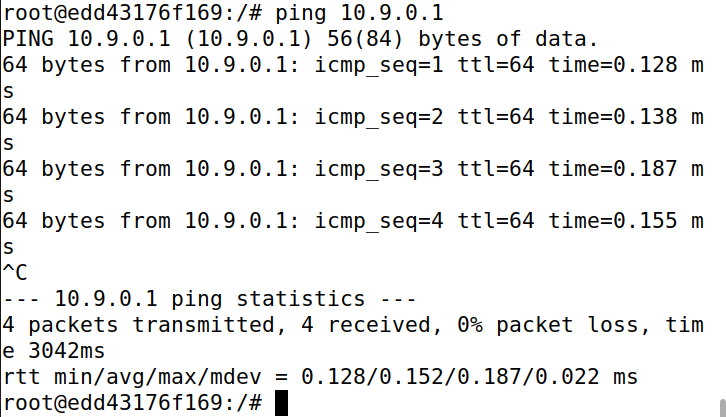 root@edd43176f169:/# ping 10.9.0.1
PING 10.9.0.1 (10.9.0.1) 56(84) bytes of data.
64 bytes from 10.9.0.1: icmp_seq=1 ttl=64 time=0.128 m
s
64 bytes from 10.9.0.1: icmp_seq=2 ttl=64 time=0.138 m
s
64 bytes from 10.9.0.1: icmp_seq=3 ttl=64 time=0.187 m
s
64 bytes from 10.9.0.1: icmp_seq=4 ttl=64 time=0.155 m
s
^C
--- 10.9.0.1 ping statistics ---
4 packets transmitted, 4 received, 0% packet loss, tim
e 3042ms
rtt min/avg/max/mdev = 0.128/0.152/0.187/0.022 ms
root@edd43176f169:/#